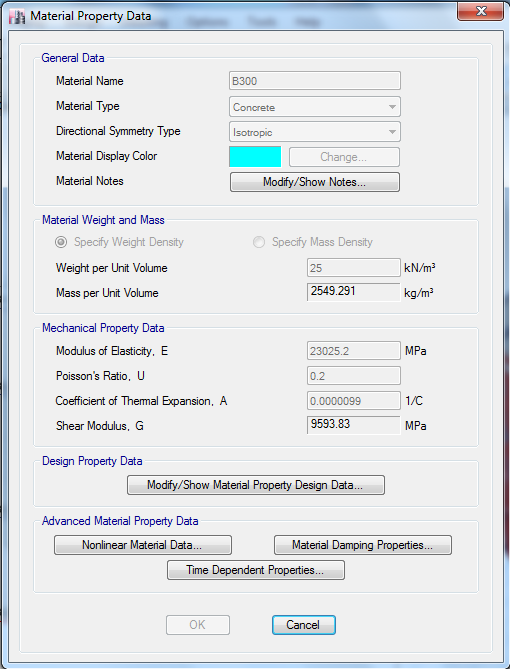 Material Property Data
General Data
Material Name B300
Material Type Concrete
Directional Symmetry Type Isotropic
Material Display Color Change...
Material Notes Modify/Show Notes...
Material Weight and Mass
Specify Weight Density Specify Mass Density
Weight per Unit Volume 25 kN/m³
Mass per Unit Volume 2549.291 kg/m³
Mechanical Property Data
Modulus of Elasticity, E 23025.2 MPa
Poisson's Ratio, U 0.2
Coefficient of Thermal Expansion, A 0.0000099 1/C
Shear Modulus, G 9593.83 MPa
Design Property Data
Modify/Show Material Property Design Data...
Advanced Material Property Data
Nonlinear Material Data... Material Damping Properties...
Time Dependent Properties...
OK Cancel